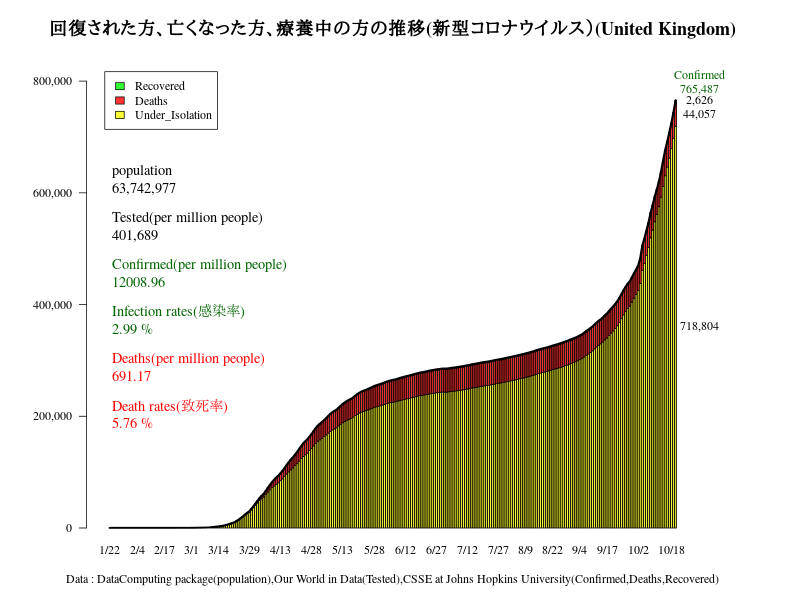 回復された方、亡くなった方、療養中の方の推移(新型コロナウイルス）(United Kingdom)
Confirmed
765,487
2,626
44,057
718,804
800,000
600,000
400,000
200,000
0
Recovered
Deaths
Under_Isolation
population
63,742,977
Tested(per million people)
401,689
Confirmed(per million people)
12008.96
Infection rates(感染率)
2.99 %
Deaths(per million people)
691.17
Death rates(致死率)
5.76 %
1/22 2/4 2/17 3/1 3/14 3/29 4/13 4/28 5/13 5/28 6/12 6/27 7/12 7/27 8/9 8/22 9/4 9/17 10/2 10/18
Data : DataComputing package(population),Our World in Data(Tested),CSSE at Johns Hopkins University(Confirmed,Deaths,Recovered)